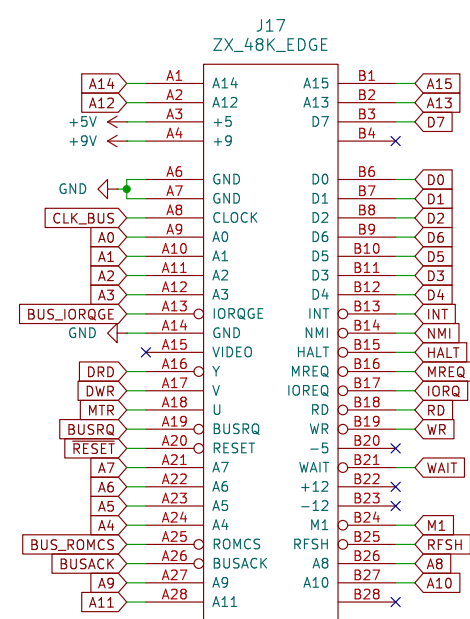 J17
ZX_48K_EDGE
A14 A1 A14 A15 B1 A15
A12 A2 A12 A13 B2 A13
+5V A3 +5 D7 B3 D7
+9V A4 +9 B4
GND A6 GND D0 B6 D0
A7 GND D1 B7 D1
CLK_BUS A8 CLOCK D2 B8 D2
A0 A9 A0 D6 B9 D6
A1 A10 A1 D5 B10 D5
A2 A11 A2 D3 B11 D3
A3 A12 A3 D4 B12 D4
BUS_IORQGE A13 IORQGE INT B13 INT
GND A14 GND NMI B14 NMI
A15 VIDEO HALT B15 HALT
DRD A16 Y MREQ B16 MREQ
DWR A17 V IOREQ B17 IORQ
MTR A18 U RD B18 RD
BUSRQ A19 BUSRQ WR B19 WR
RESET A20 RESET -5 B20
A7 A21 A7 WAIT B21 WAIT
A6 A22 A6 +12 B22
A5 A23 A5 -12 B23
A4 A24 A4 M1 B24 M1
BUS_ROMCS A25 ROMCS RFSH B25 RFSH
BUSACK A26 BUSACK A8 B26 A8
A9 A27 A9 A10 B27 A10
A11 A28 A11 B28